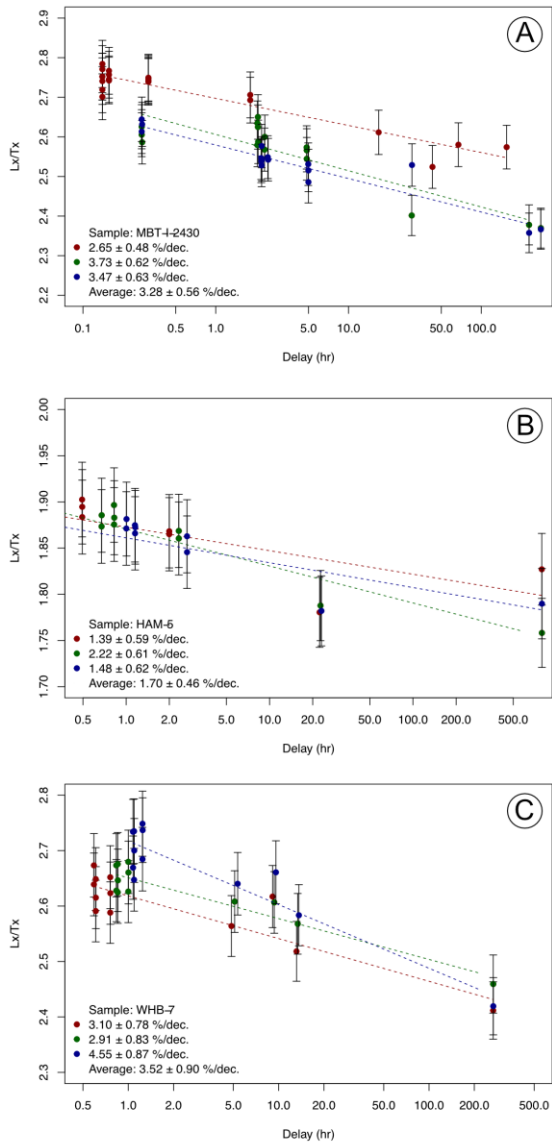 A
Lx/Tx
2.9
2.8
2.7
2.6
2.5
2.4
2.3
2.2
Sample: MBT-I-2430
2.65 ± 0.48 %/dec.
3.73 ± 0.62 %/dec.
3.47 ± 0.63 %/dec.
Average: 3.28 ± 0.56 %/dec.
0.1 0.5 1.0 5.0 10.0 50.0 100.0
Delay (hr)
B
Lx/Tx
2.00
1.95
1.90
1.85
1.80
1.75
1.70
Sample: HAM-5
1.39 ± 0.59 %/dec.
2.22 ± 0.61 %/dec.
1.48 ± 0.62 %/dec.
Average: 1.70 ± 0.46 %/dec.
0.5 1.0 2.0 5.0 10.0 20.0 50.0 100.0 200.0 500.0
Delay (hr)
C
Lx/Tx
2.8
2.7
2.6
2.5
2.4
2.3
Sample: WHB-7
3.10 ± 0.78 %/dec.
2.91 ± 0.83 %/dec.
4.55 ± 0.87 %/dec.
Average: 3.52 ± 0.90 %/dec.
0.5 1.0 5.0 10.0 50.0 100.0 500.0
Delay (hr)